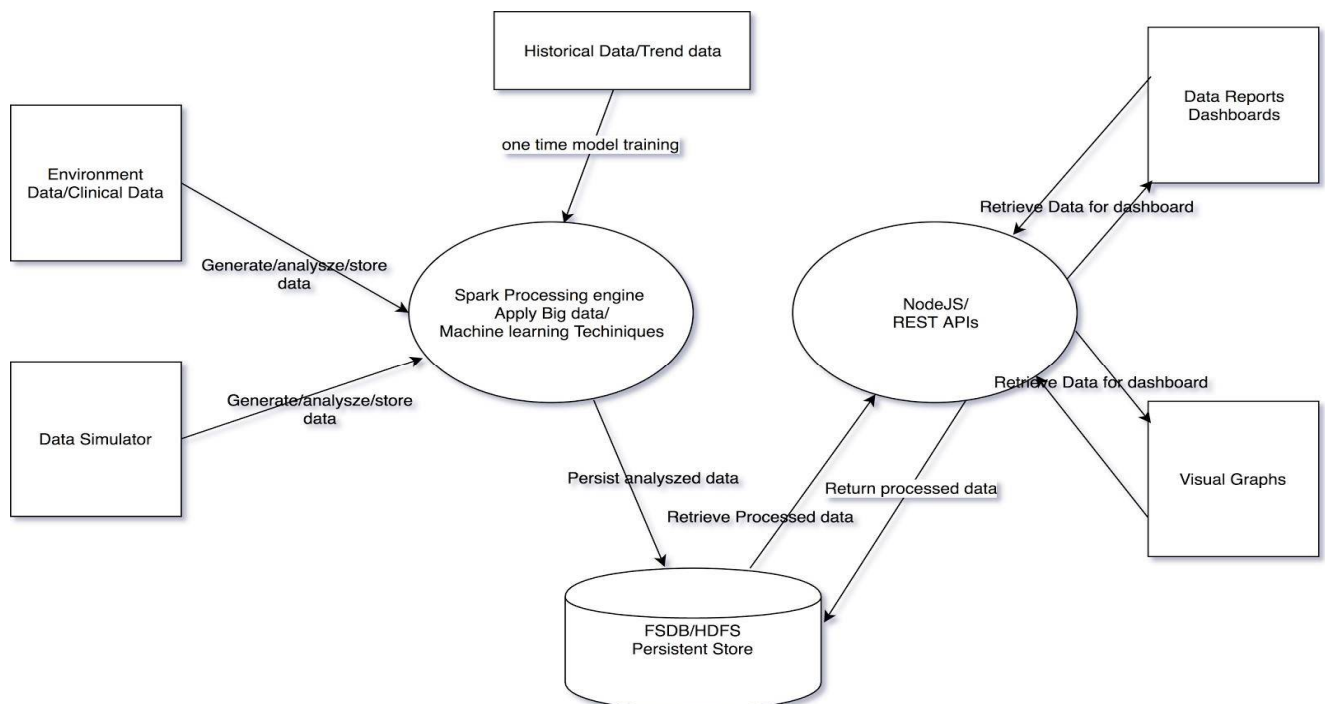 Historical Data/Trend data
Data Reports
Dashboards
one time model training
Environment
Data/Clinical Data
Retrieve Data for dashboard
Generate/analysze/store
data
Spark Processing engine
Apply Big data/
Machine learning Techiniques
NodeJS/
REST APIs
Retrieve Data for dashboard
Generate/analysze/store
data
Data Simulator
Persist analyszed data
Retrieve Processed data
Return processed data
Visual Graphs
FSDB/HDFS
Persistent Store